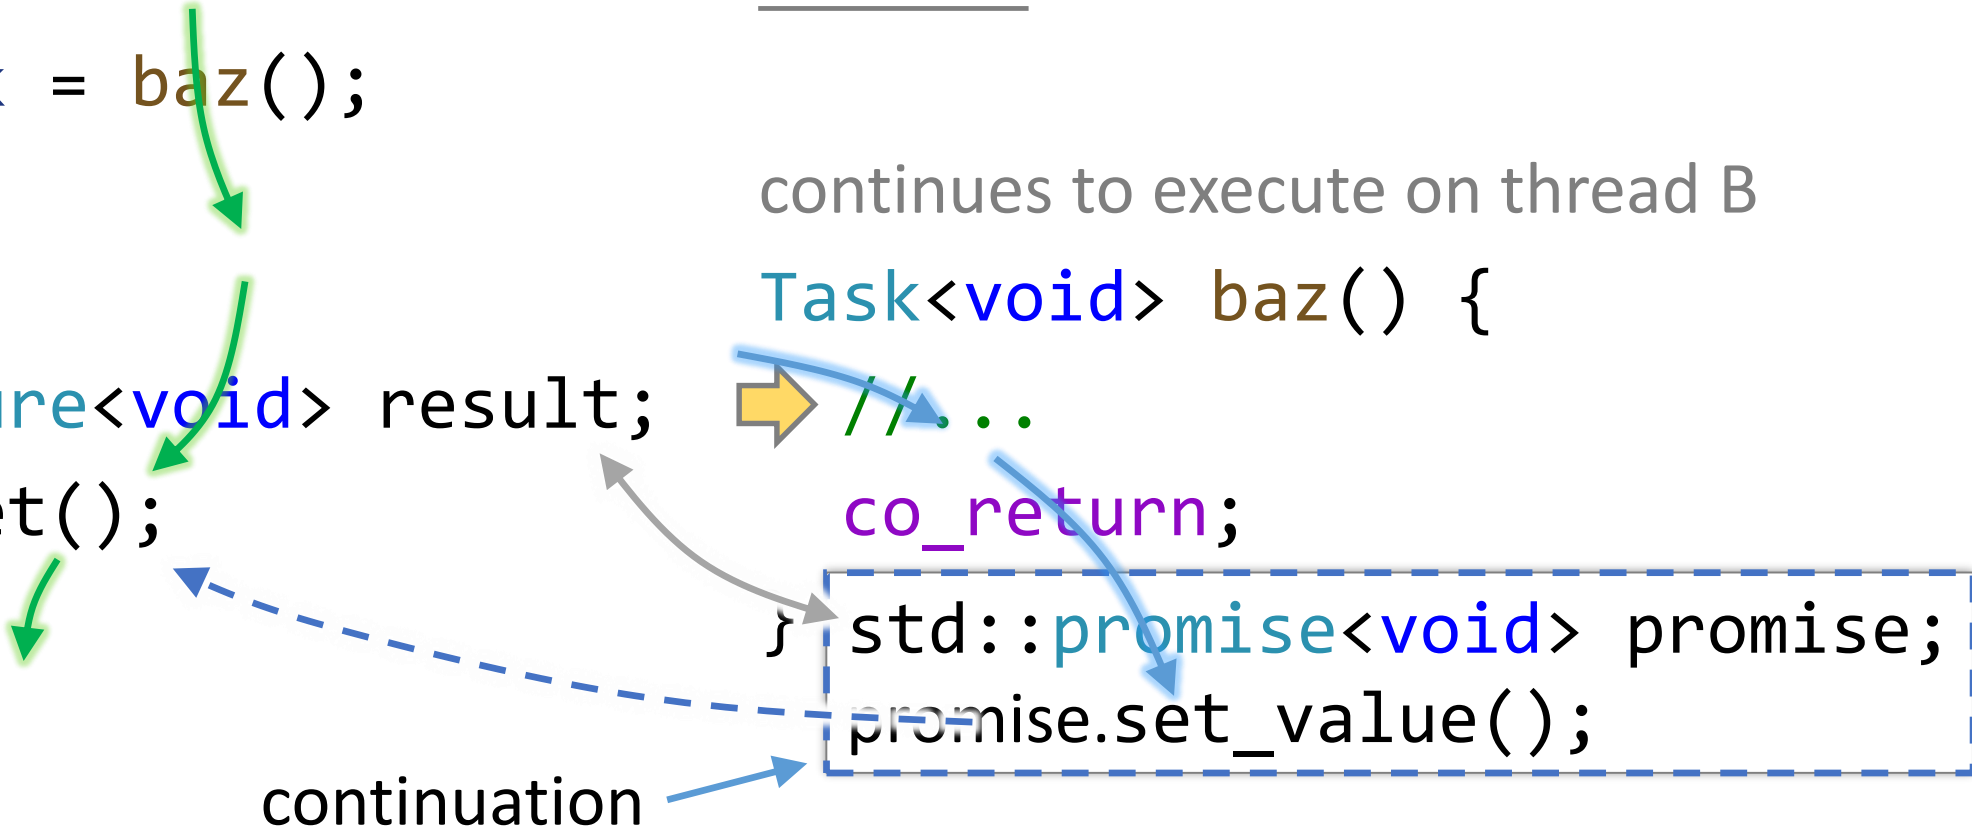 = baz();
continues to execute on thread B
Task<void> baz() {
<void> result;
//...
();
co_return;
} std::promise<void> promise;
promise.set_value();
continuation